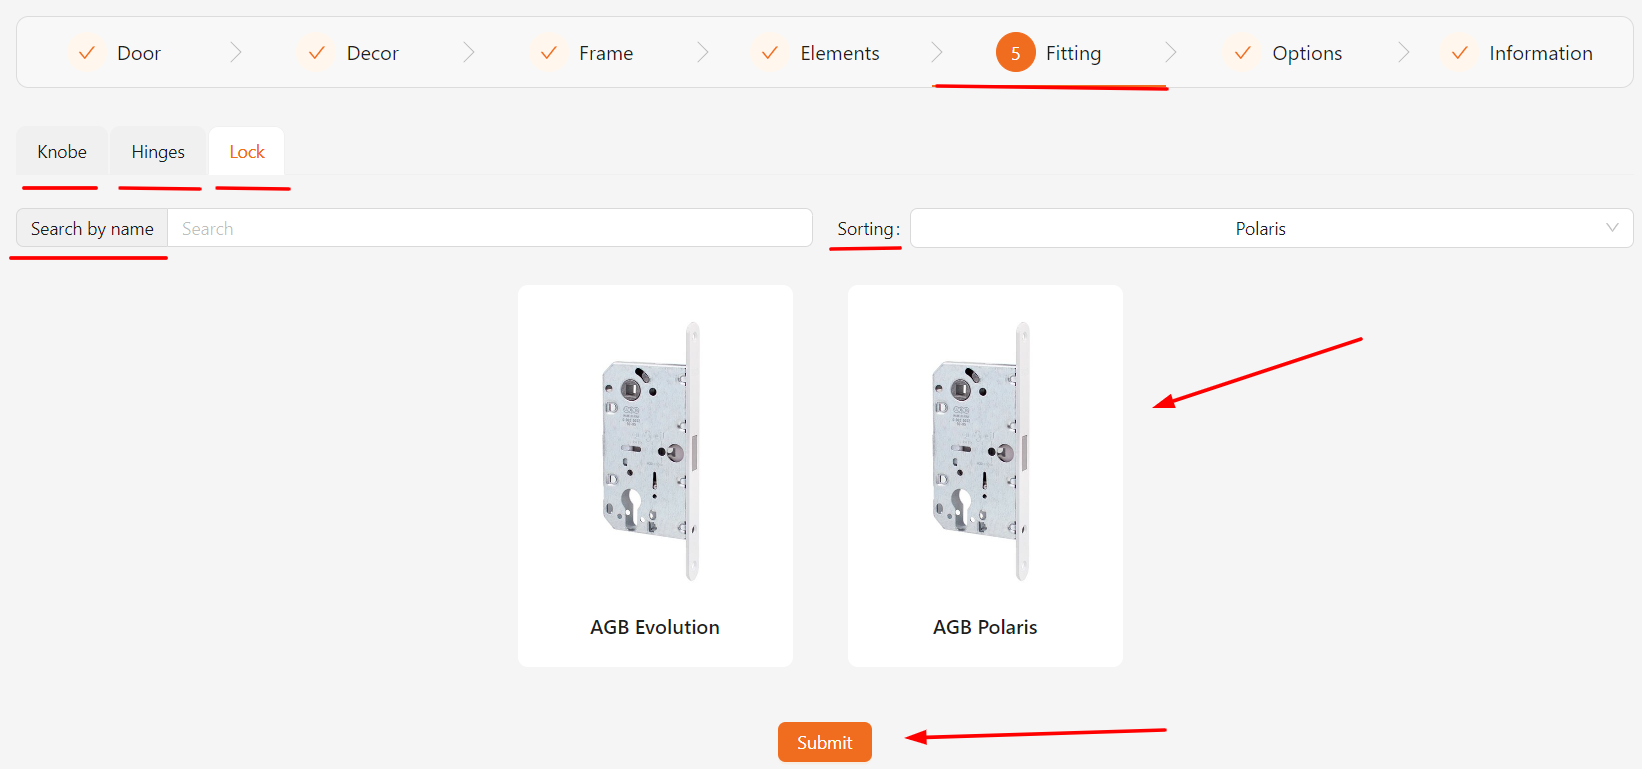 Door
Decor
Frame
Elements
5 Fitting
Options
Information
Knobe
Hinges
Lock
Search by name
Search
Sorting:
Polaris
AGB Evolution
AGB Polaris
Submit